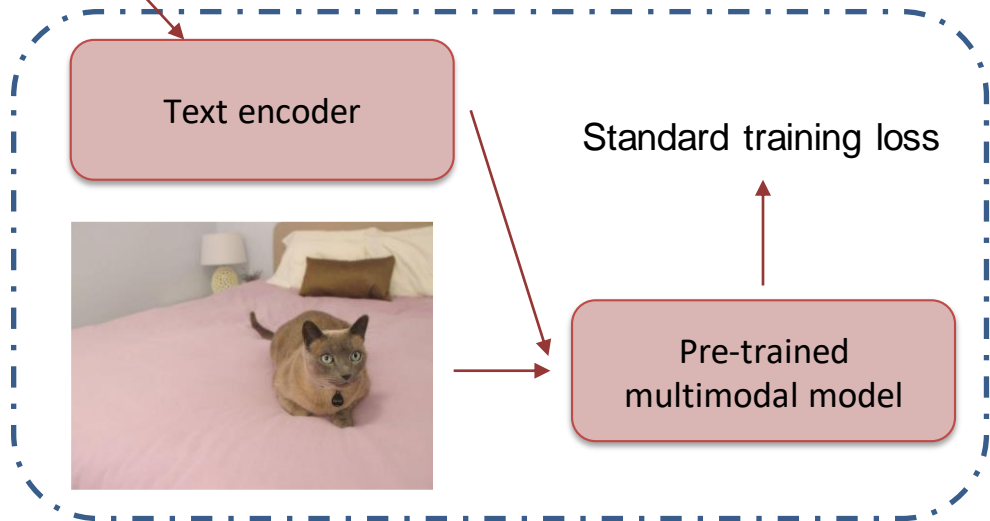 Text encoder
Standard training loss
Pre-trained
multimodal model